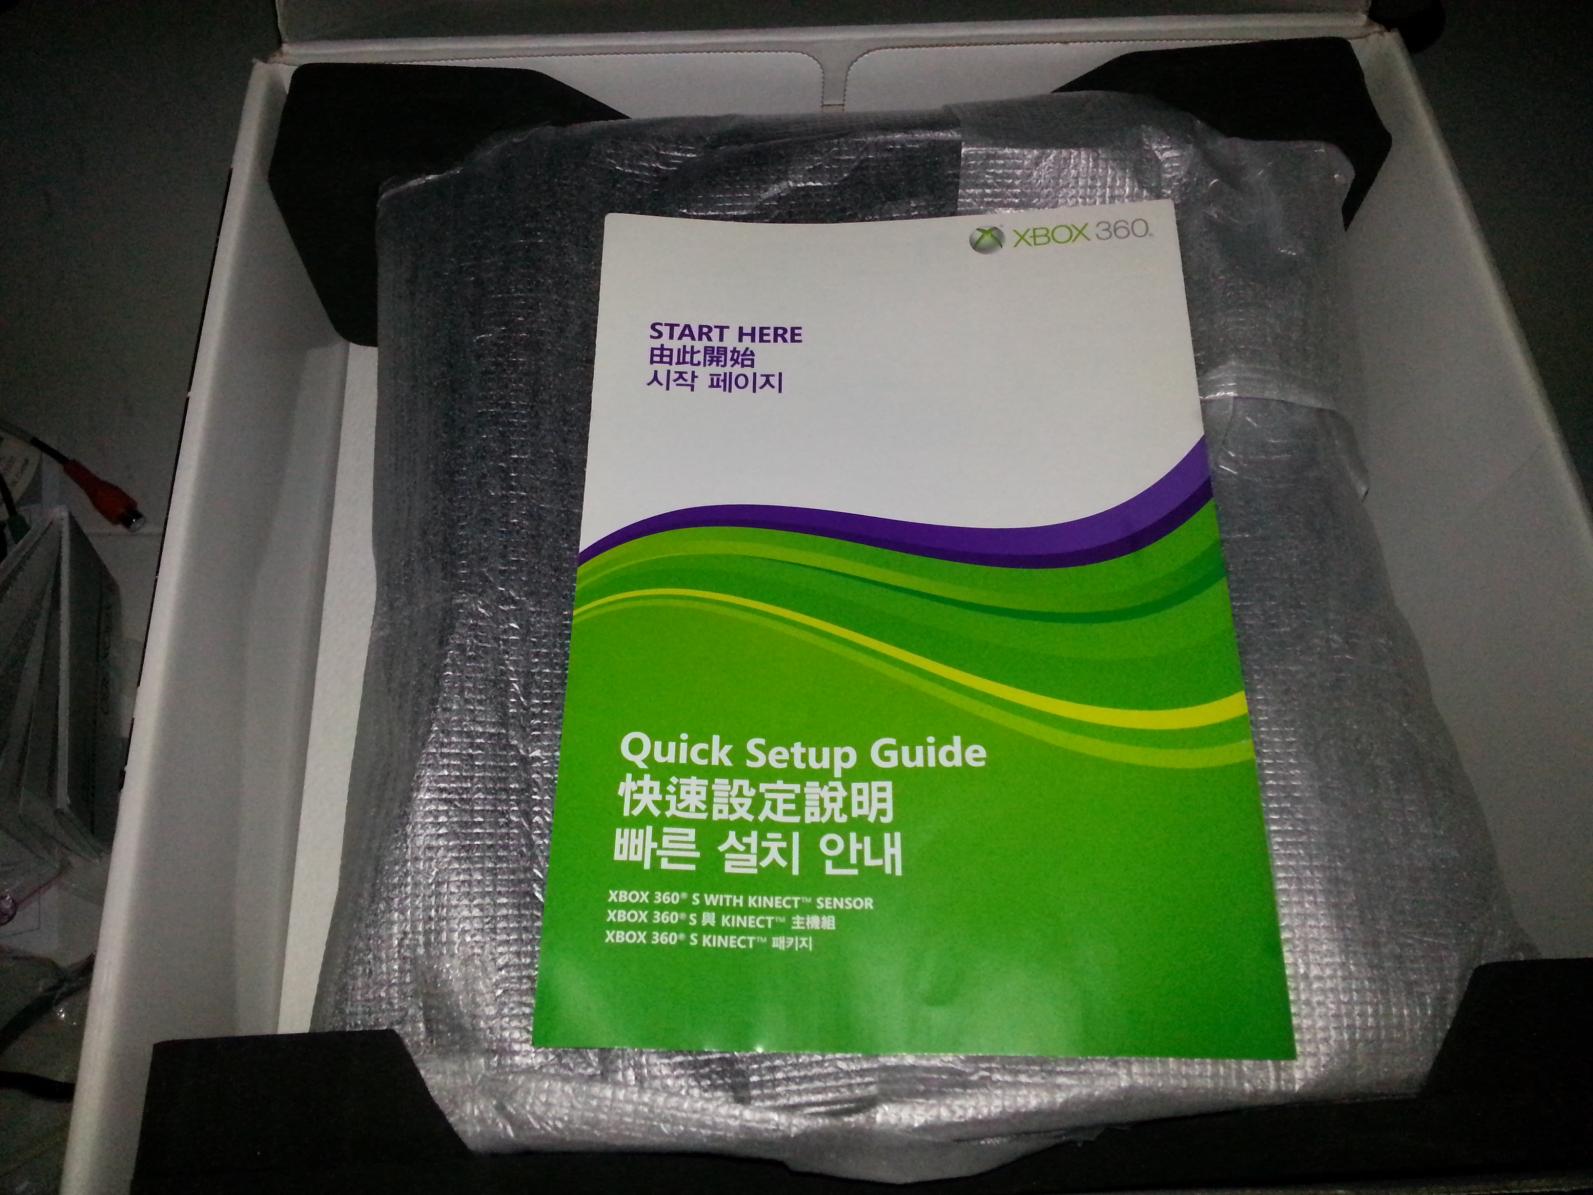 XBOX 360®
START HERE
由此開始
시작 페이지
Quick Setup Guide
快速設定說明
빠른 설치 안내
XBOX 360® S WITH KINECT™ SENSOR
XBOX 360® S 與 KINECT™ 主機組
XBOX 360® S KINECT™ 패키지